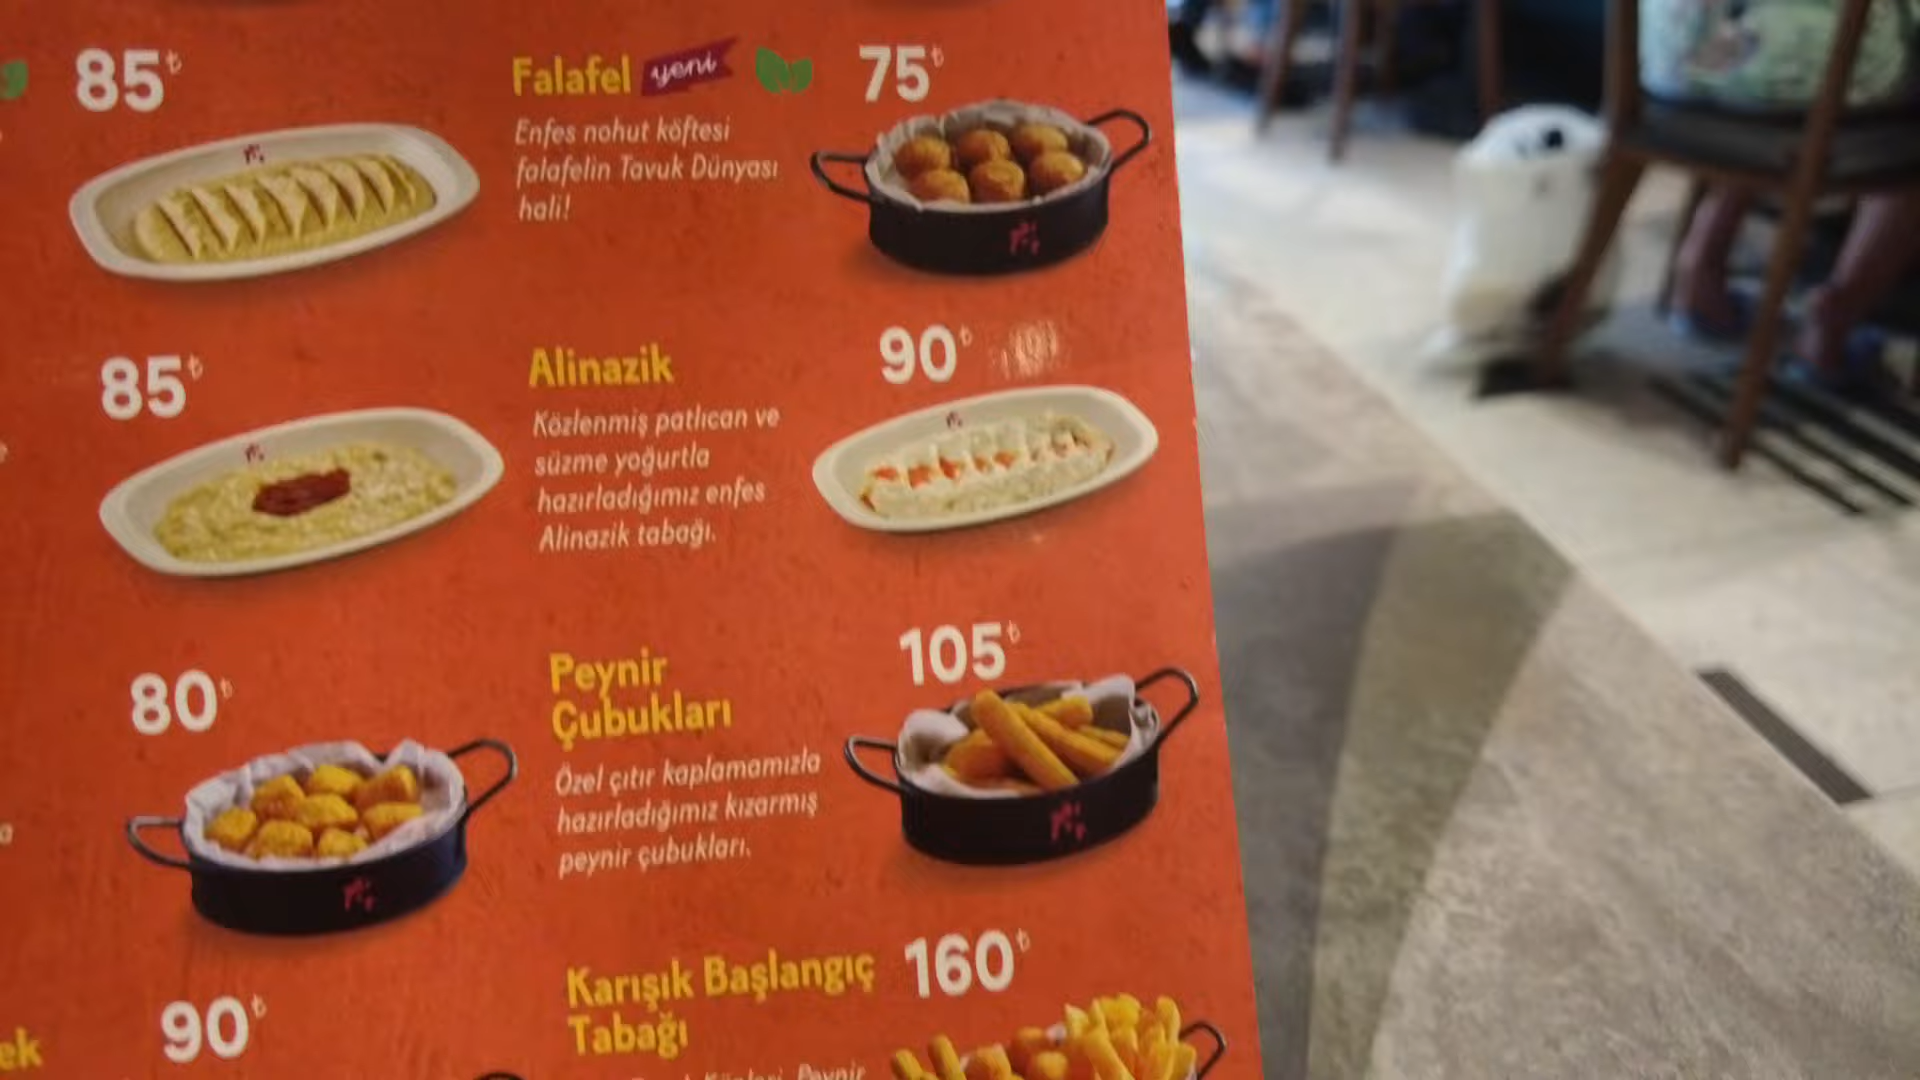 85₺
85₺
80₺
90₺
ek
Falafel yeni 75₺
Enfes nohut köftesi
falafelin Tavuk Dünyası
hali!
Alinazik 90₺
Közlenmiş patlıcan ve
süzme yoğurtla
hazırladığımız enfes
Alinazik tabağı.
Peynir 105₺
Çubukları
Özel çıtır kaplamamızla
hazırladığımız kızarmış
peynir çubukları.
Karışık Başlangıç 160₺
Tabağı
Peynir